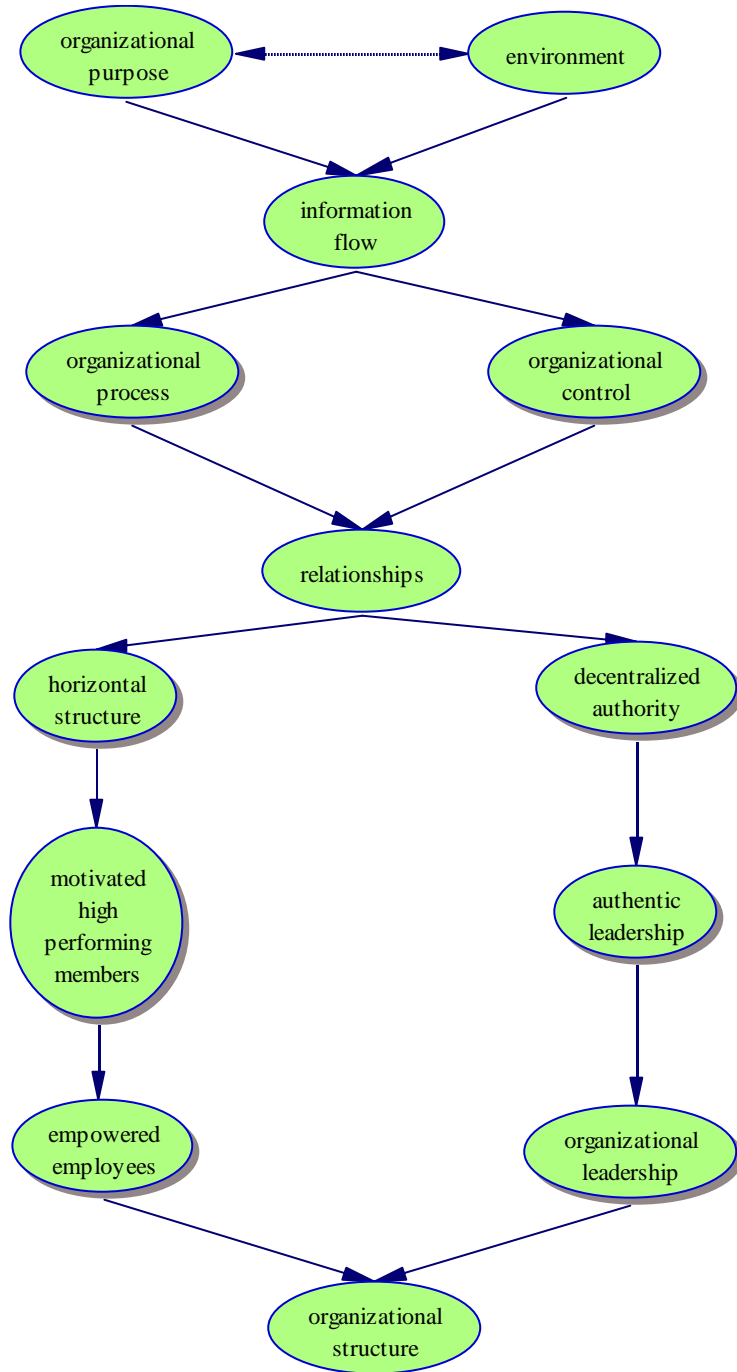 organizational
purpose
environment
information
flow
organizational
process
organizational
control
relationships
horizontal
structure
decentralized
authority
motivated
high
performing
members
authentic
leadership
empowered
employees
organizational
leadership
organizational
structure